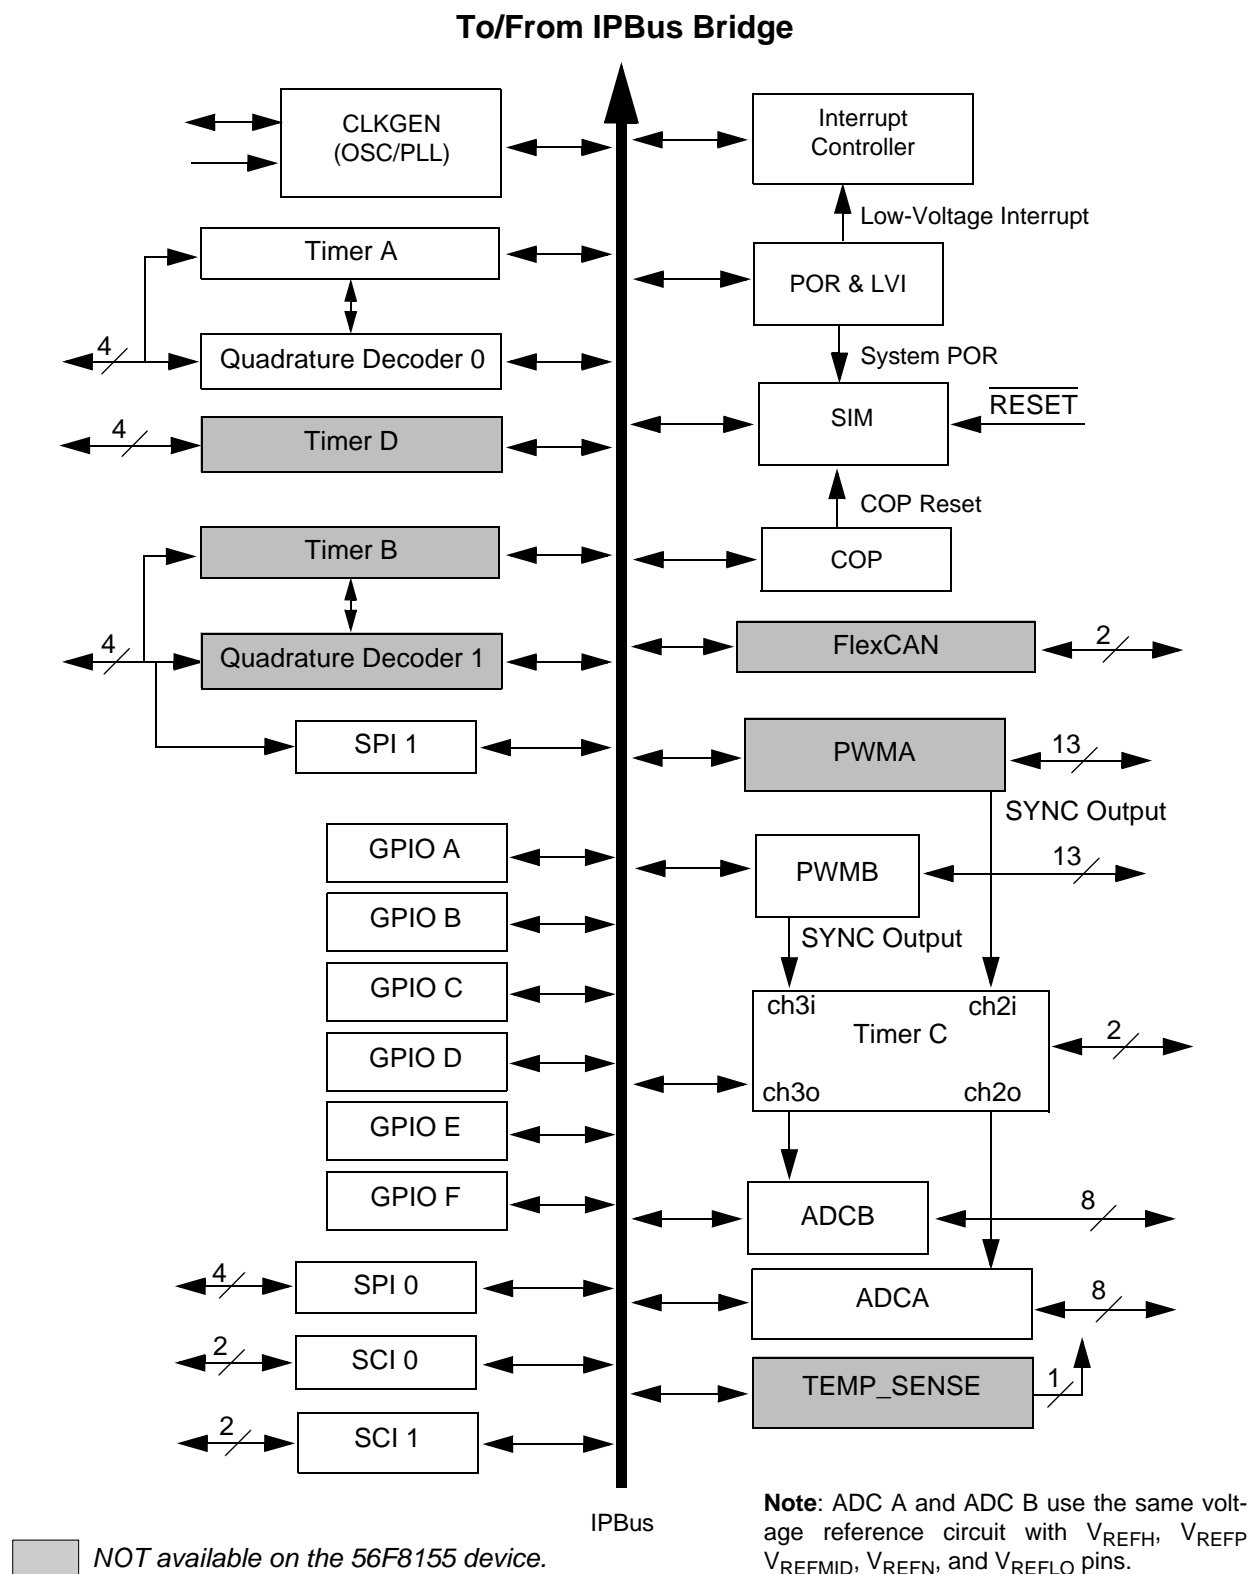 To/From IPBus Bridge
CLKGEN
(OSC/PLL)
Interrupt
Controller
Low-Voltage Interrupt
Timer A
POR & LVI
4
Quadrature Decoder 0
System POR
SIM
RESET
4
Timer D
COP Reset
Timer B
COP
4
Quadrature Decoder 1
FlexCAN
2
SPI 1
PWMA
13
SYNC Output
GPIO A
PWMB
13
GPIO B
SYNC Output
GPIO C
ch3i
ch2i
Timer C
2
GPIO D
ch3o
ch2o
GPIO E
GPIO F
ADCB
8
4
SPI 0
ADCA
8
2
SCI 0
TEMP_SENSE
1
2
SCI 1
IPBus
Note: ADC A and ADC B use the same volt-
age reference circuit with VREFH, VREFP
VREFMID, VREFN, and VREFLO pins.
NOT available on the 56F8155 device.